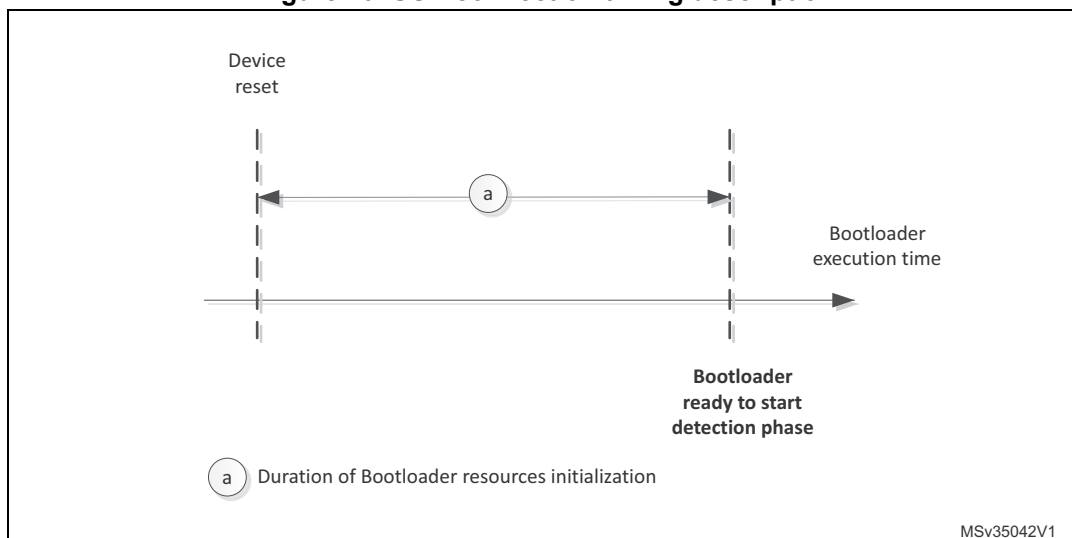 Device
reset
a
Bootloader
execution time
Bootloader
ready to start
detection phase
a Duration of Bootloader resources initialization
MSv35042V1